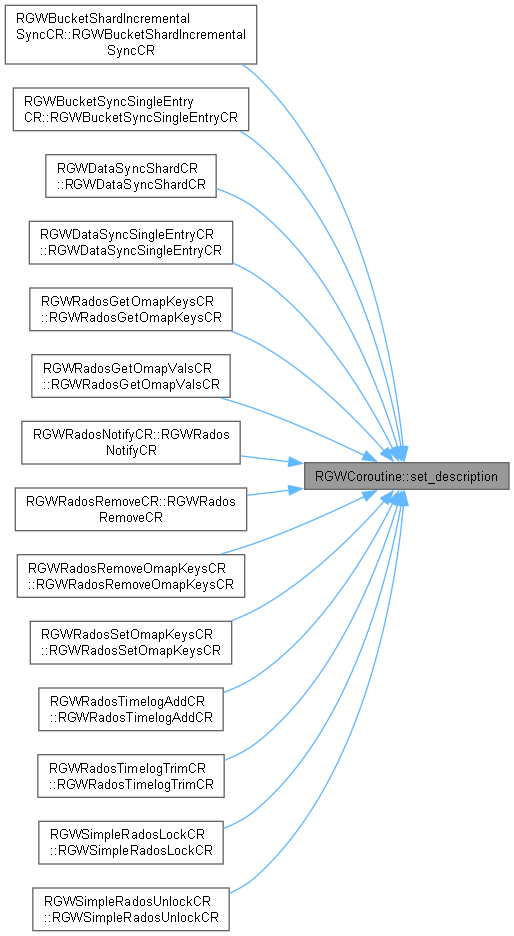 RGWBucketShardIncremental
SyncCR::RGWBucketShardIncremental
SyncCR
RGWBucketSyncSingleEntry
CR::RGWBucketSyncSingleEntryCR
RGWDataSyncShardCR
::RGWDataSyncShardCR
RGWDataSyncSingleEntryCR
::RGWDataSyncSingleEntryCR
RGWRadosGetOmapKeysCR
::RGWRadosGetOmapKeysCR
RGWRadosGetOmapValsCR
::RGWRadosGetOmapValsCR
RGWRadosNotifyCR::RGWRados
NotifyCR
RGWCoroutine::set_description
RGWRadosRemoveCR::RGWRados
RemoveCR
RGWRadosRemoveOmapKeysCR
::RGWRadosRemoveOmapKeysCR
RGWRadosSetOmapKeysCR
::RGWRadosSetOmapKeysCR
RGWRadosTimelogAddCR
::RGWRadosTimelogAddCR
RGWRadosTimelogTrimCR
::RGWRadosTimelogTrimCR
RGWSimpleRadosLockCR
::RGWSimpleRadosLockCR
RGWSimpleRadosUnlockCR
::RGWSimpleRadosUnlockCR